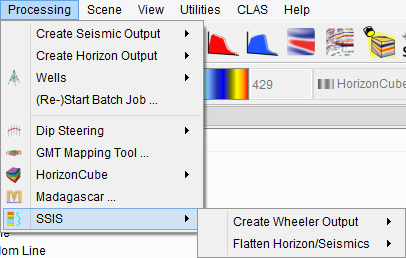 Processing Scene View Utilities CLAS Help
Create Seismic Output
Create Horizon Output
Wells
(Re-)Start Batch Job ...
429
HorizonCube
Dip Steering
GMT Mapping Tool ...
HorizonCube
Madagascar ...
SSIS
Create Wheeler Output
Flatten Horizon/Seismics
dom Line